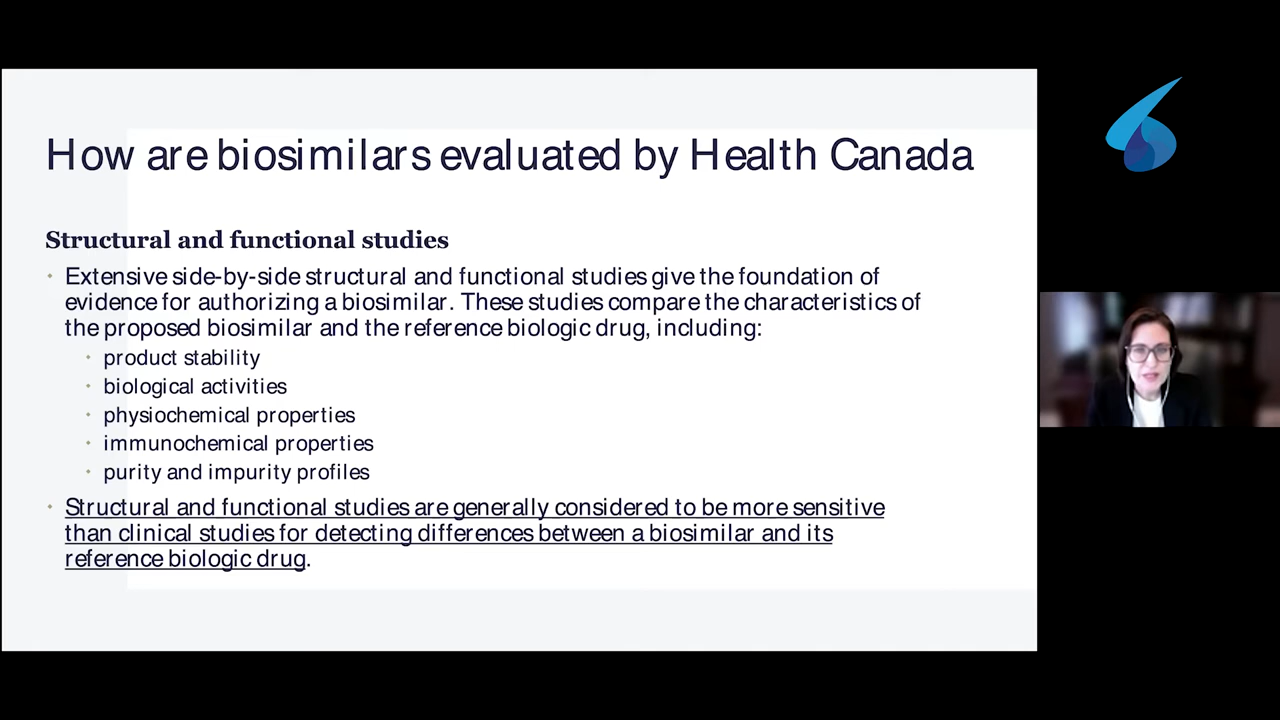 How are biosimilars evaluated by Health Canada
Structural and functional studies
• Extensive side-by-side structural and functional studies give the foundation of
evidence for authorizing a biosimilar. These studies compare the characteristics of
the proposed biosimilar and the reference biologic drug, including:
• product stability
• biological activities
• physiochemical properties
• immunochemical properties
• purity and impurity profiles
• Structural and functional studies are generally considered to be more sensitive
than clinical studies for detecting differences between a biosimilar and its
reference biologic drug.